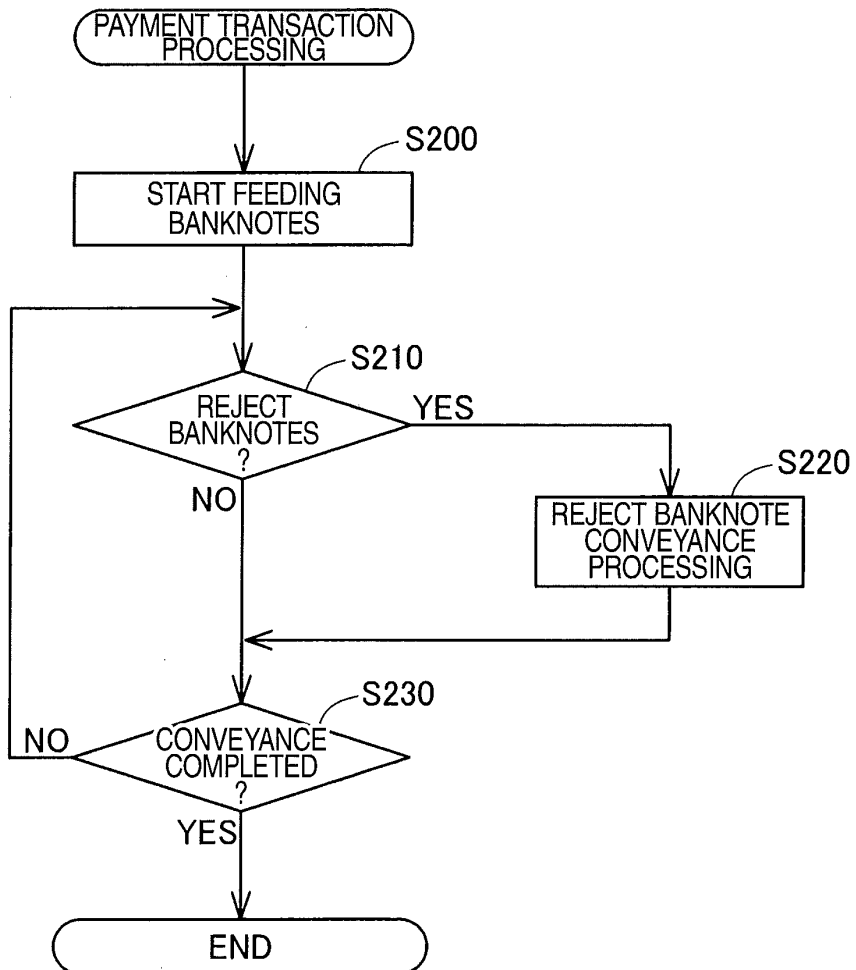 PAYMENT TRANSACTION
PROCESSING
S200
START FEEDING
BANKNOTES
S210
REJECT
BANKNOTES
?
YES
NO
S220
REJECT BANKNOTE
CONVEYANCE
PROCESSING
S230
CONVEYANCE
COMPLETED
?
NO
YES
END